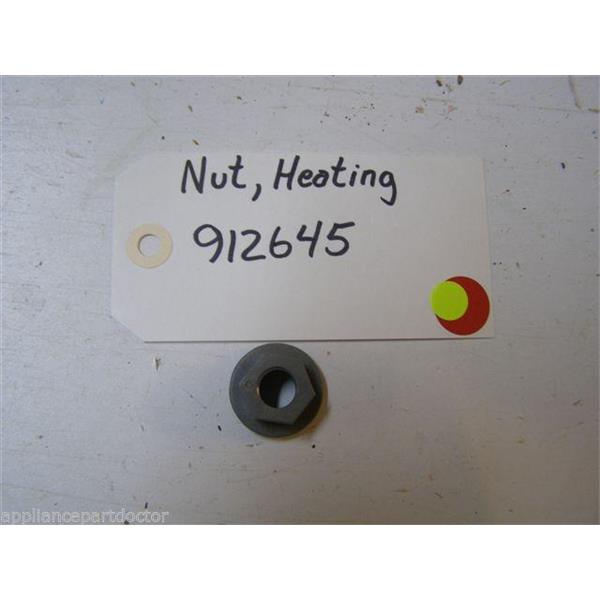 Nut, Heating
912645
appliancepartdoctor